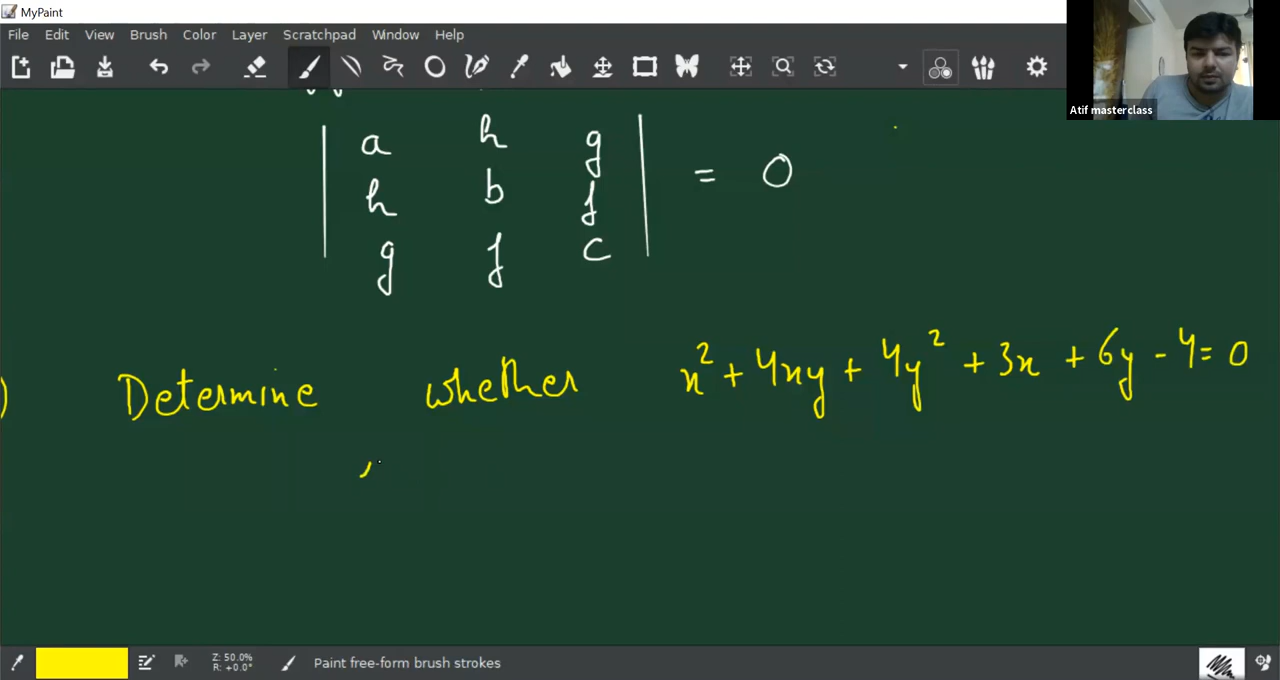 MyPaint
File Edit View Brush Color Layer Scratchpad Window Help
Atif masterclass
a h g
h b f = 0
g f c
) Determine whether x² + 4xy + 4y² + 3x + 6y - 4 = 0
Z: 50.0%
R: +0.0°
Paint free-form brush strokes